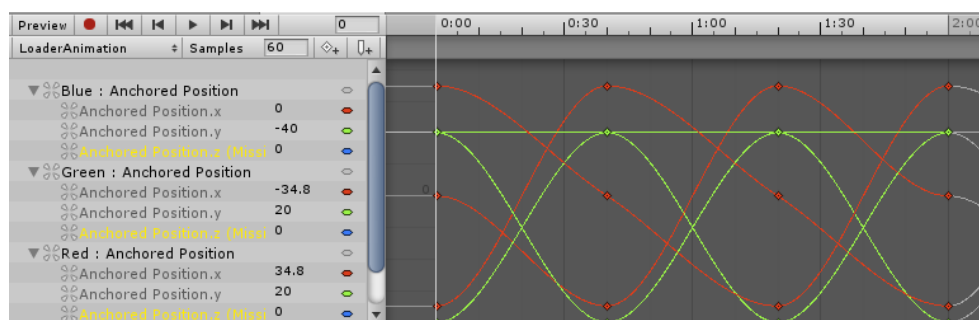 Preview 0 0:00 0:30 1:00 1:30 2:00
LoaderAnimation Samples 60
Blue : Anchored Position
Anchored Position.x 0
Anchored Position.y -40
Anchored Position.z (Missi 0
Green : Anchored Position
Anchored Position.x -34.8
Anchored Position.y 20
Anchored Position.z (Missi 0
0
Red : Anchored Position
Anchored Position.x 34.8
Anchored Position.y 20
Anchored Position.z (Missi 0